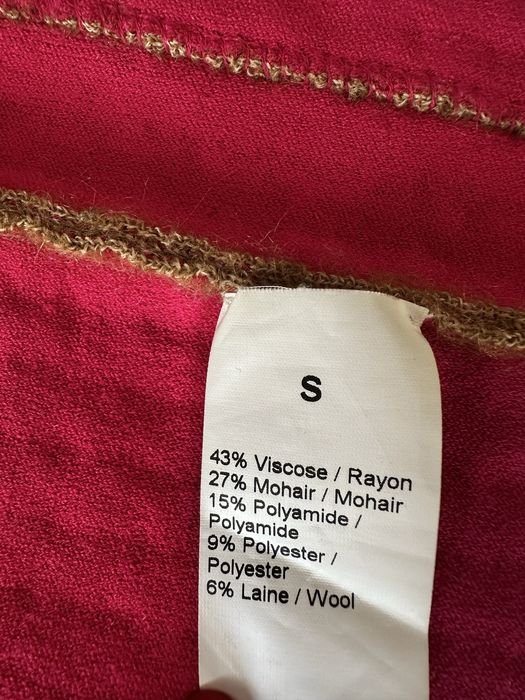 S
43% Viscose / Rayon
27% Mohair / Mohair
15% Polyamide /
Polyamide
9% Polyester /
Polyester
6% Laine / Wool